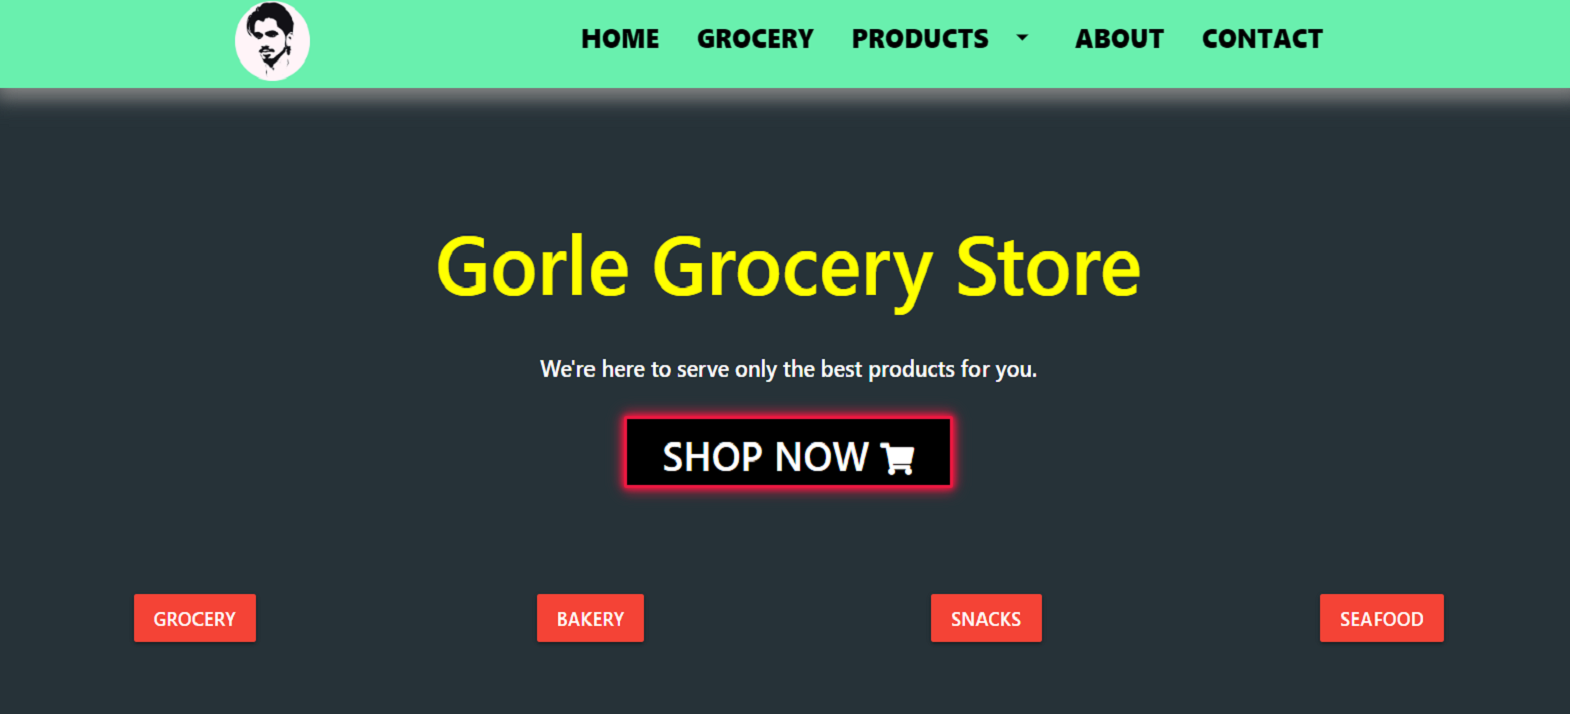 HOME GROCERY PRODUCTS ABOUT CONTACT
Gorle Grocery Store
We're here to serve only the best products for you.
SHOP NOW
GROCERY BAKERY SNACKS SEAFOOD